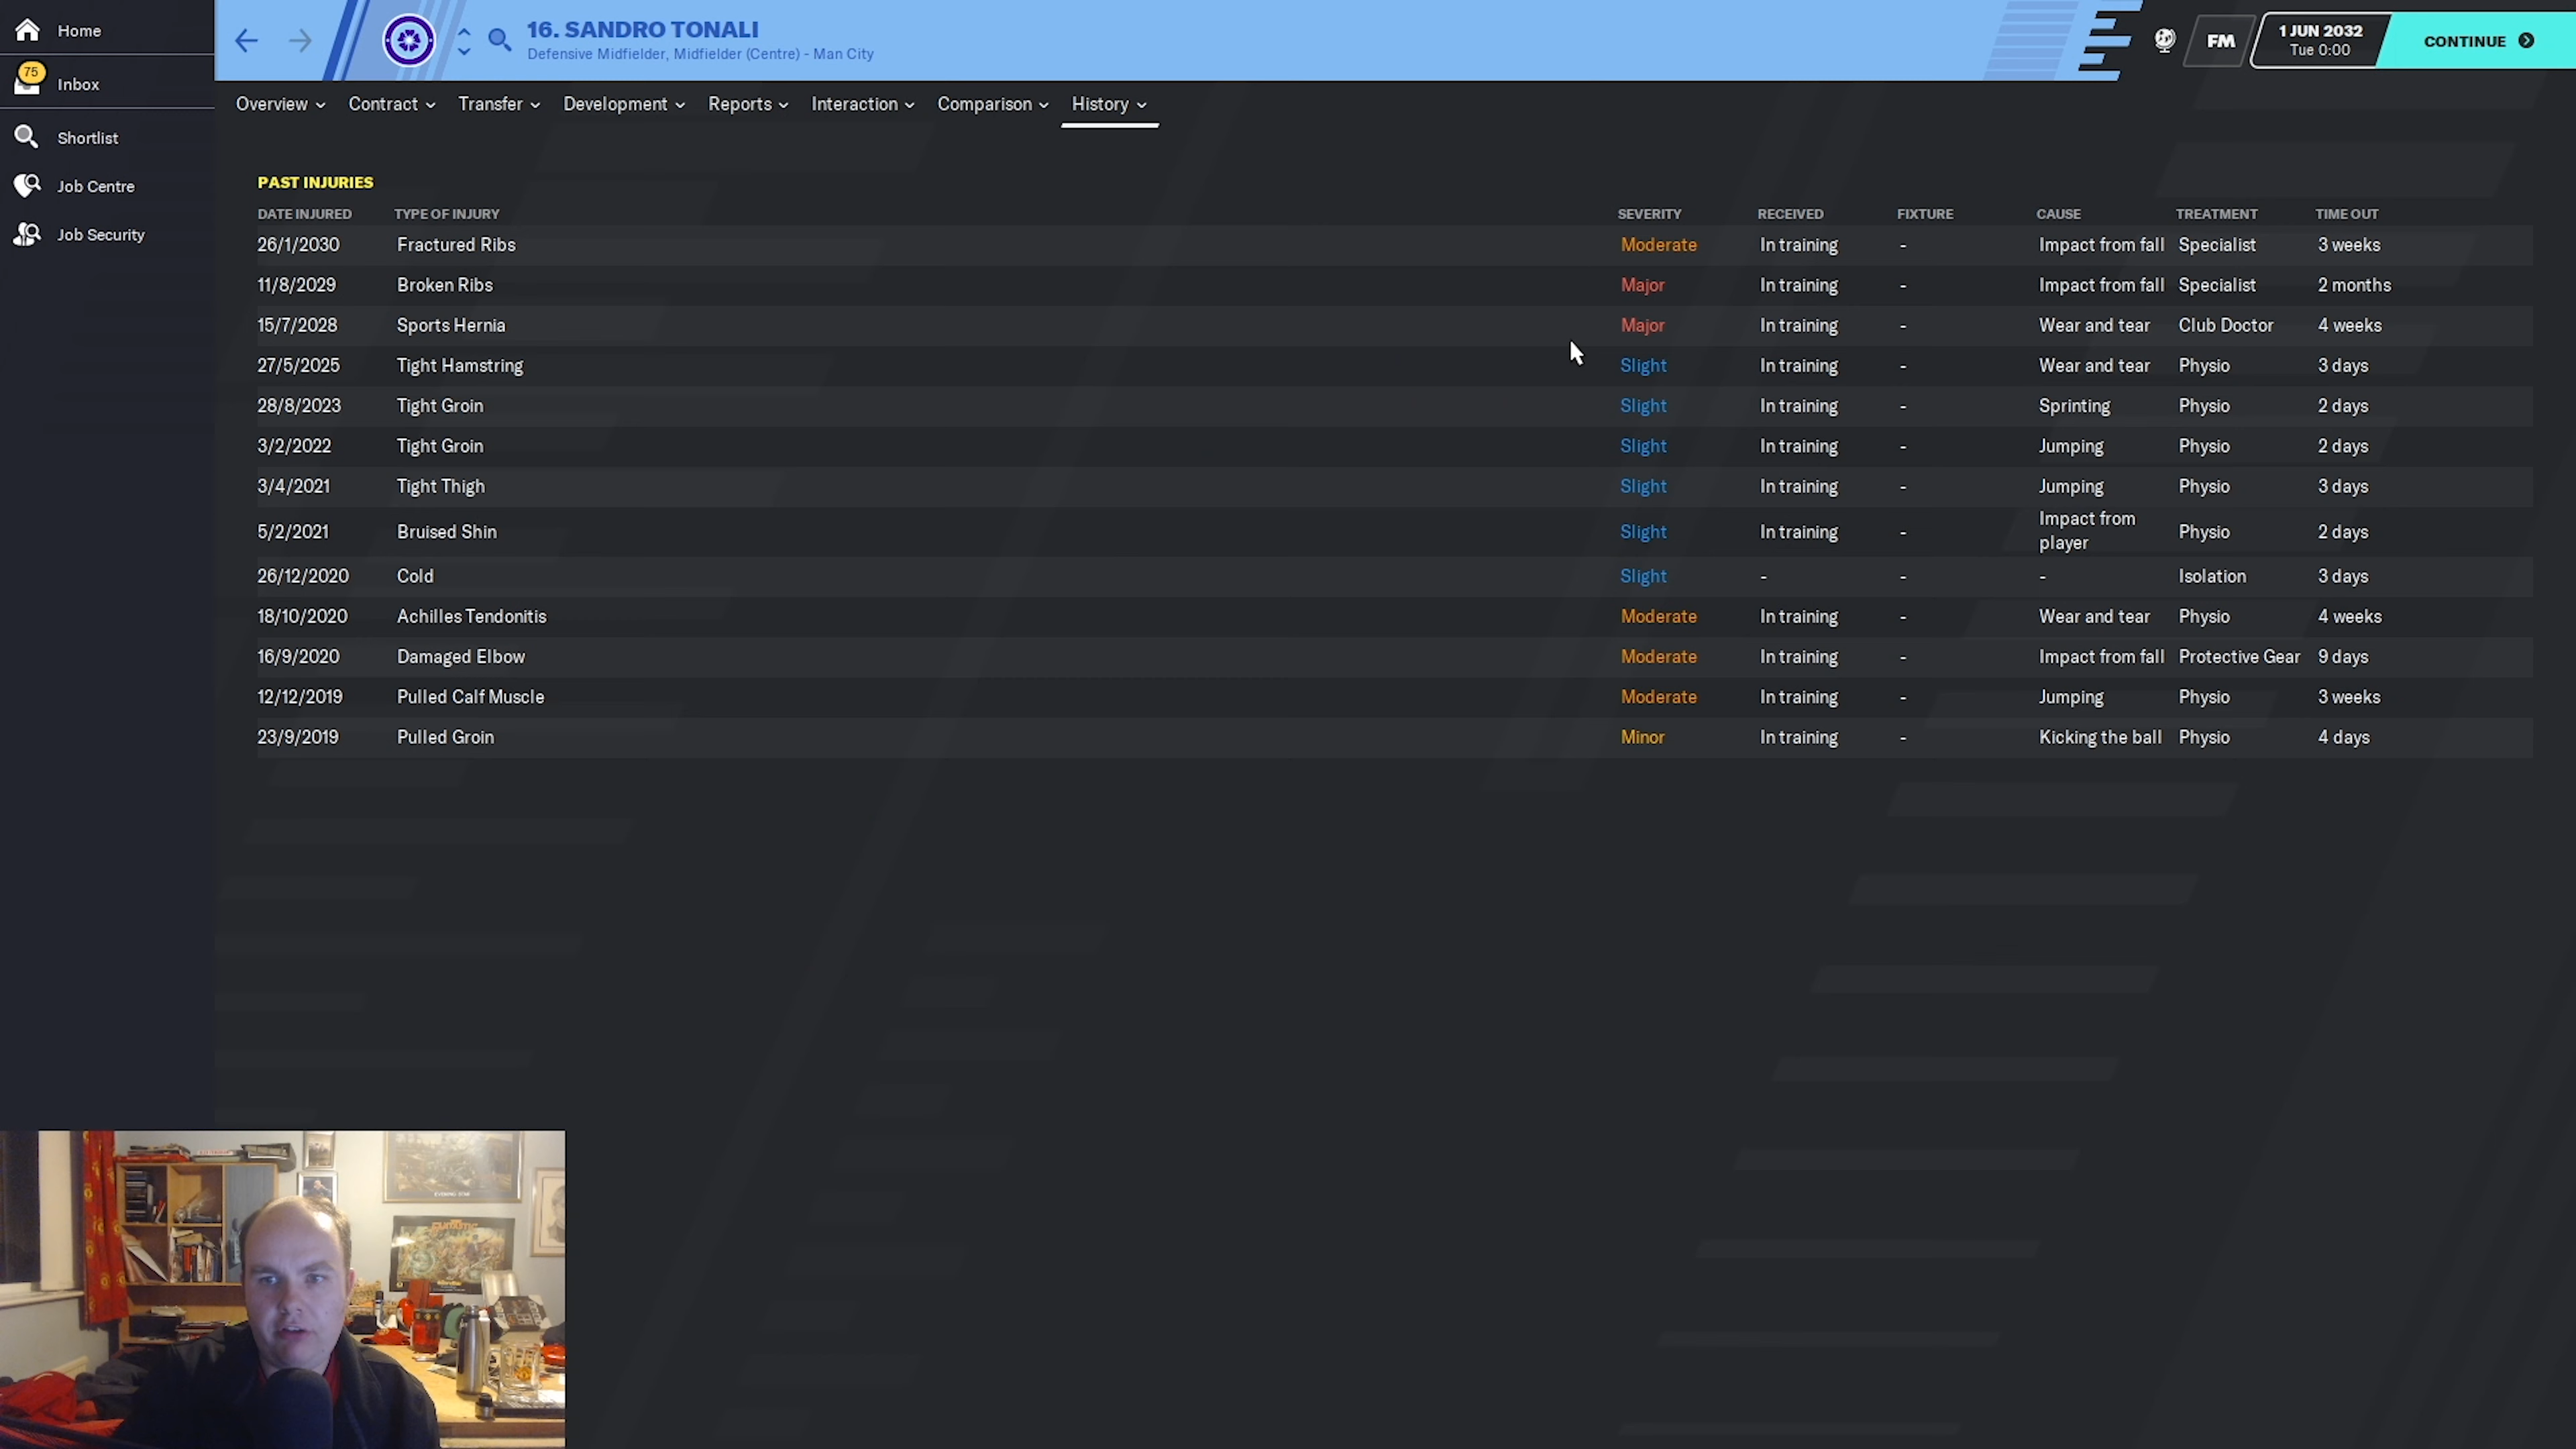 Home
75
Inbox
Shortlist
Job Centre
Job Security
16. SANDRO TONALI
Defensive Midfielder, Midfielder (Centre) - Man City
FM
1 JUN 2032
Tue 0:00
CONTINUE
Overview Contract Transfer Development Reports Interaction Comparison History
PAST INJURIES
DATE INJURED TYPE OF INJURY SEVERITY RECEIVED FIXTURE CAUSE TREATMENT TIME OUT
26/1/2030 Fractured Ribs Moderate In training - Impact from fall Specialist 3 weeks
11/8/2029 Broken Ribs Major In training - Impact from fall Specialist 2 months
15/7/2028 Sports Hernia Major In training - Wear and tear Club Doctor 4 weeks
27/5/2025 Tight Hamstring Slight In training - Wear and tear Physio 3 days
28/8/2023 Tight Groin Slight In training - Sprinting Physio 2 days
3/2/2022 Tight Groin Slight In training - Jumping Physio 2 days
3/4/2021 Tight Thigh Slight In training - Jumping Physio 3 days
5/2/2021 Bruised Shin Slight In training - Impact from player Physio 2 days
26/12/2020 Cold Slight - - - Isolation 3 days
18/10/2020 Achilles Tendonitis Moderate In training - Wear and tear Physio 4 weeks
16/9/2020 Damaged Elbow Moderate In training - Impact from fall Protective Gear 9 days
12/12/2019 Pulled Calf Muscle Moderate In training - Jumping Physio 3 weeks
23/9/2019 Pulled Groin Minor In training - Kicking the ball Physio 4 days